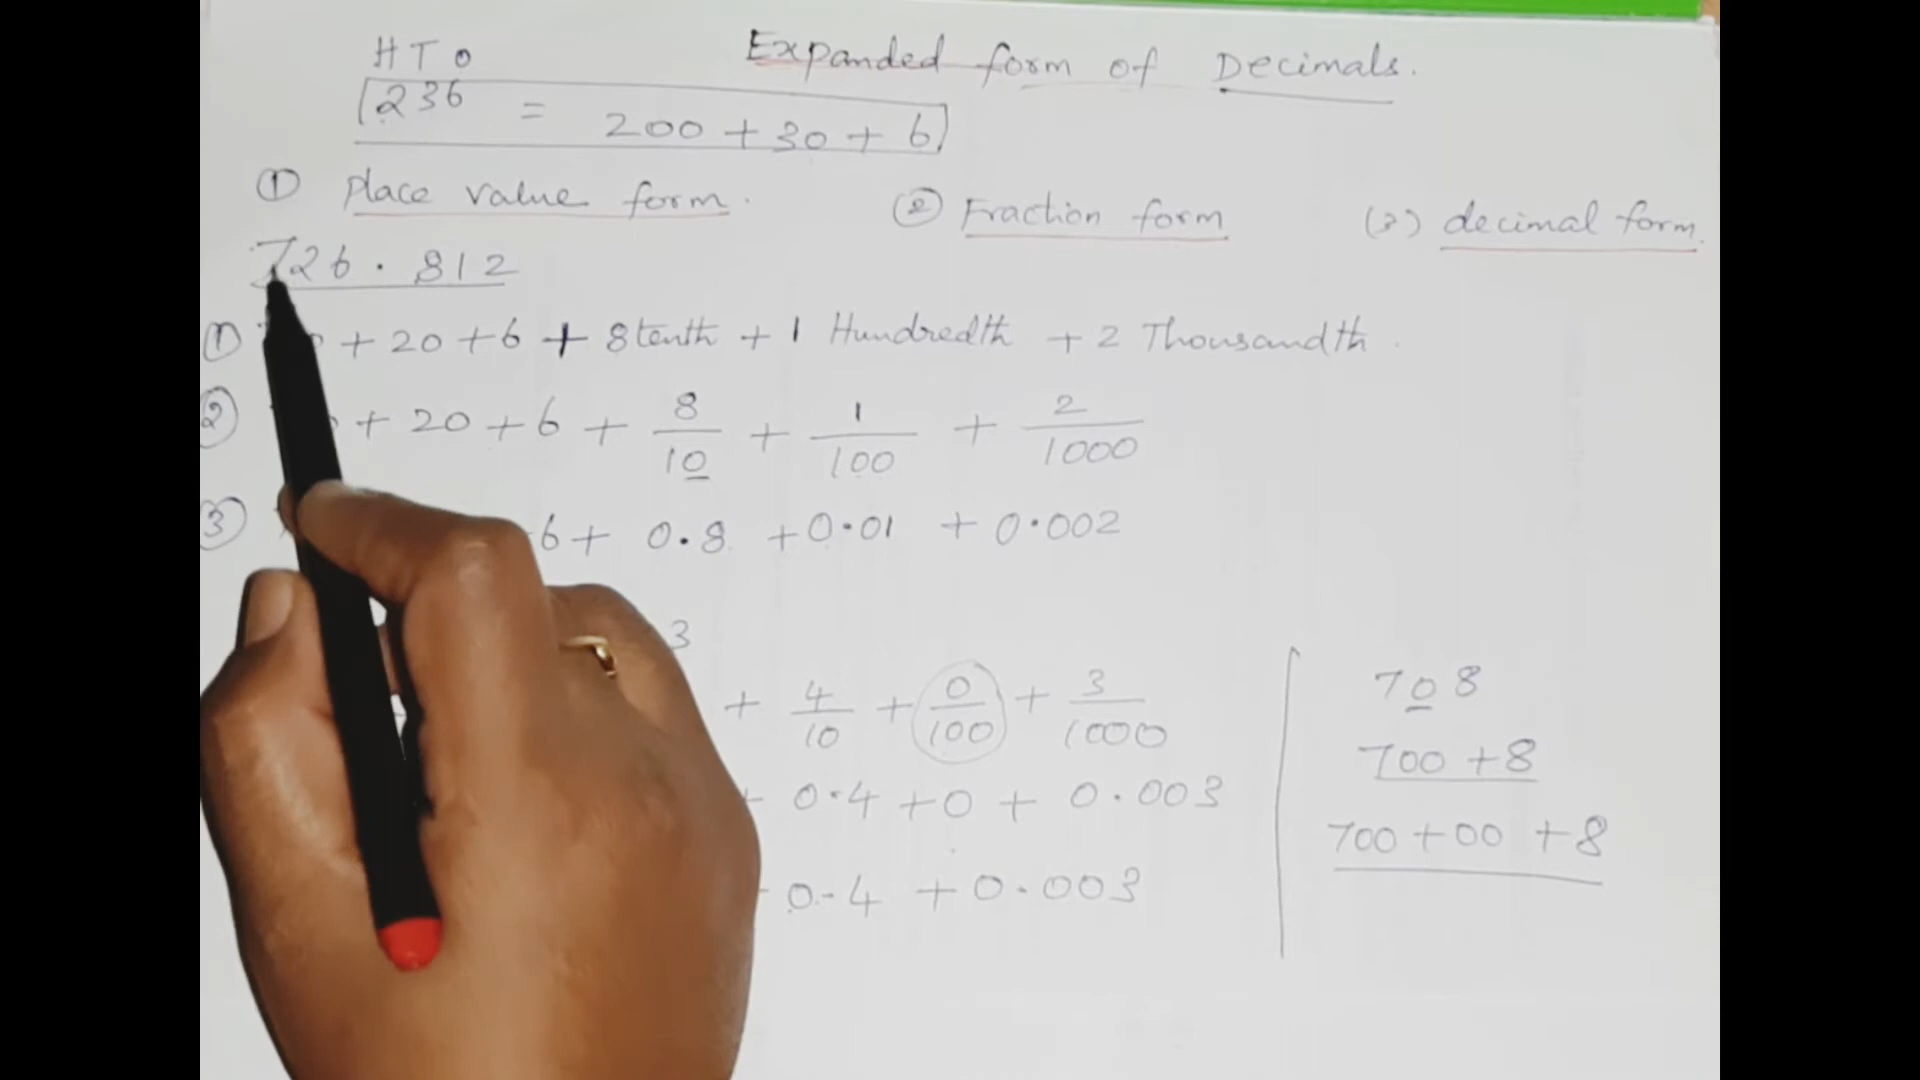 H T O
Expanded form of Decimals.
236 = 200 + 30 + 6
① place value form.
② Fraction form
(3) decimal form.
726.812
① + 20 + 6 + 8 tenth + 1 Hundredth + 2 Thousandth.
② + 20 + 6 + 8/10 + 1/100 + 2/1000
③ 6 + 0.8 + 0.01 + 0.002
3
+ 4/10 + 0/100 + 3/1000
+ 0.4 + 0 + 0.003
0.4 + 0.003
708
700 + 8
700 + 00 + 8